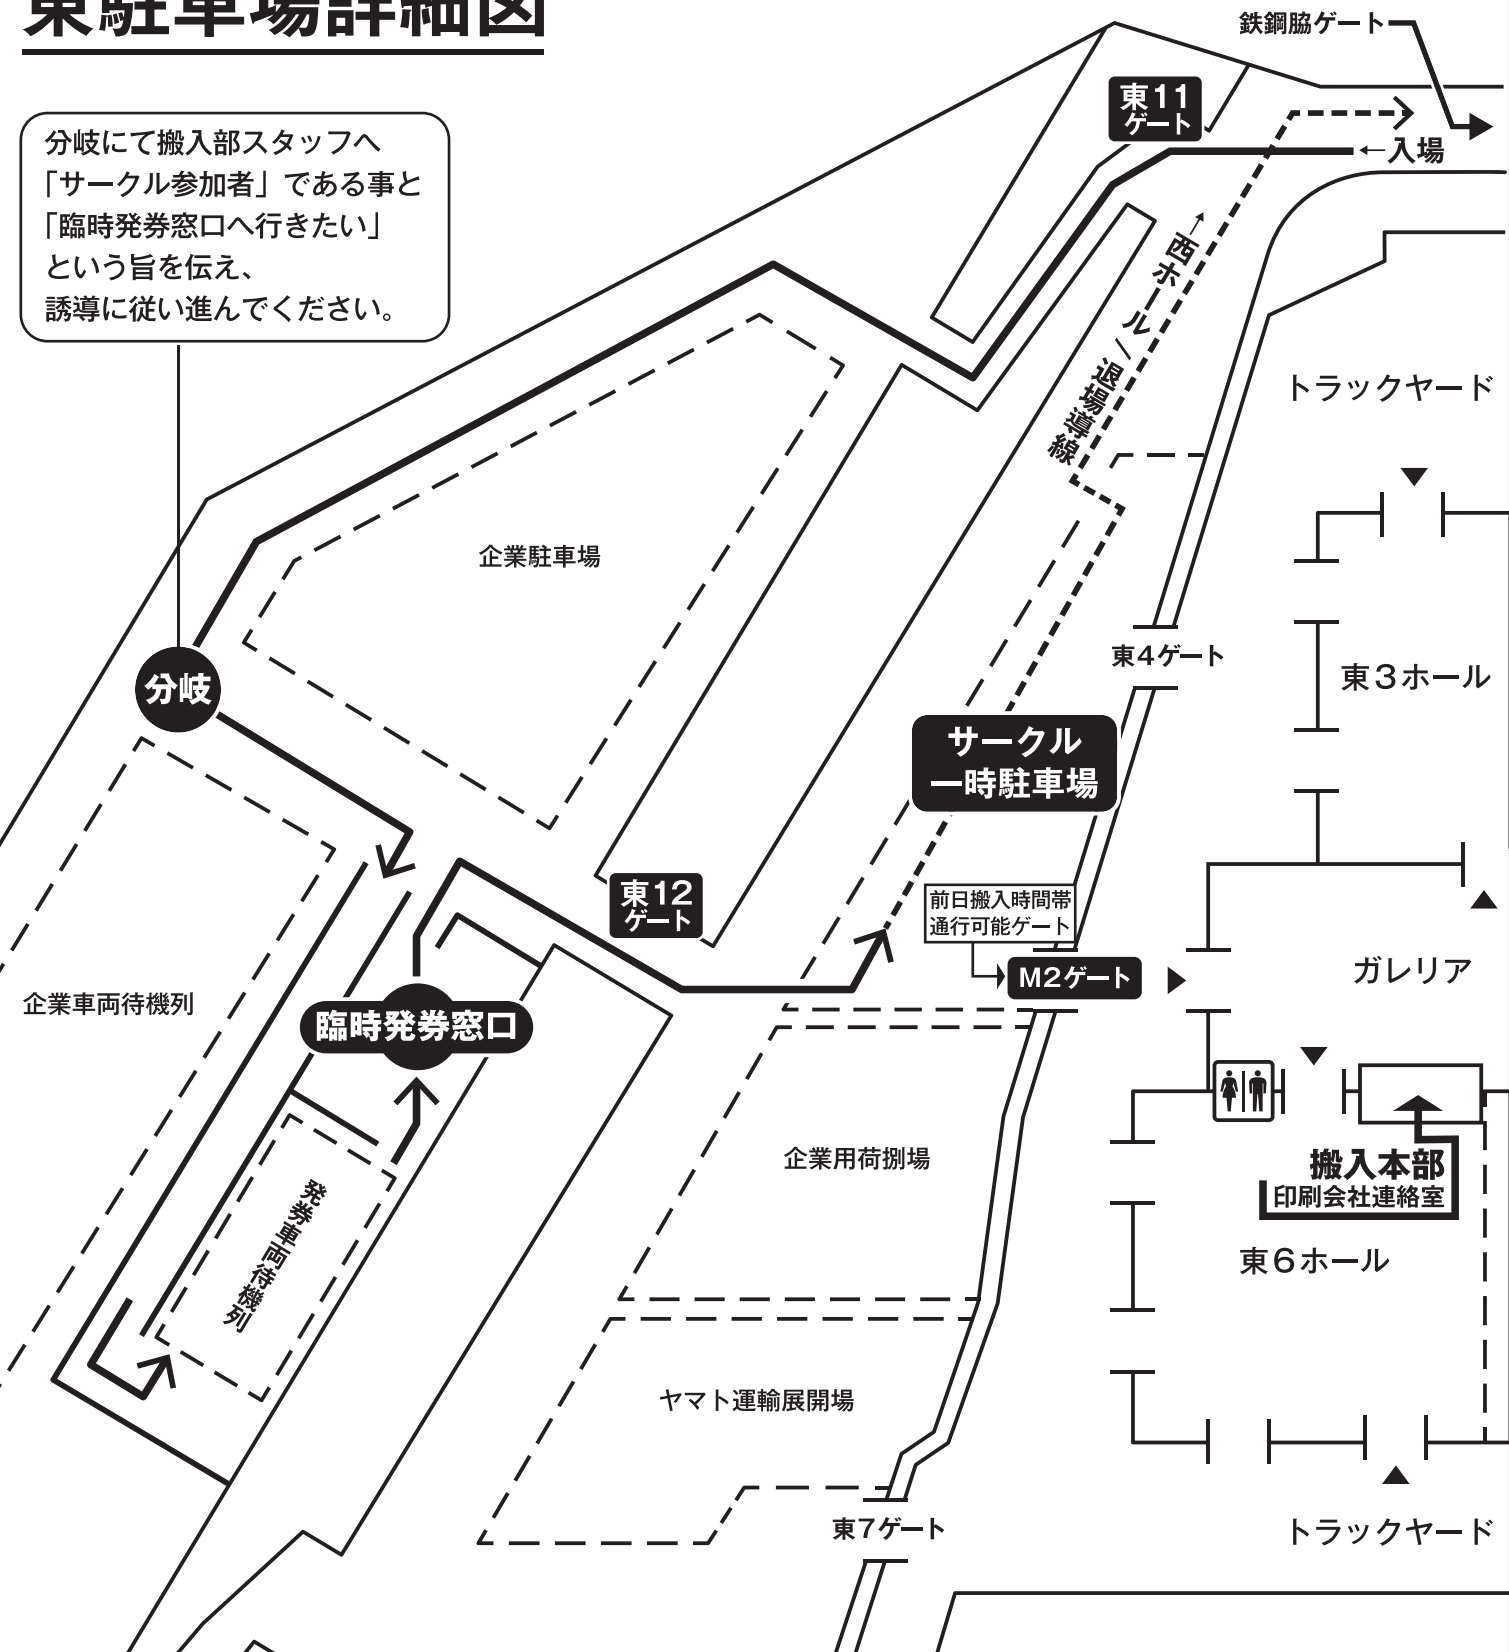 東駐車場詳細図
鉄鋼脇ゲート
東11
ゲート
←入場
分岐にて搬入部スタッフへ
「サークル参加者」である事と
「臨時発券窓口へ行きたい」
という旨を伝え、
誘導に従い進んでください。
西ホール/退場導線→
トラックヤード
企業駐車場
東4ゲート
東3ホール
分岐
サークル
一時駐車場
東12
ゲート
前日搬入時間帯
通行可能ゲート
M2ゲート
ガレリア
企業車両待機列
臨時発券窓口
企業用荷捌場
搬入本部
印刷会社連絡室
発券車両待機列
東6ホール
ヤマト運輸展開場
東7ゲート
トラックヤード